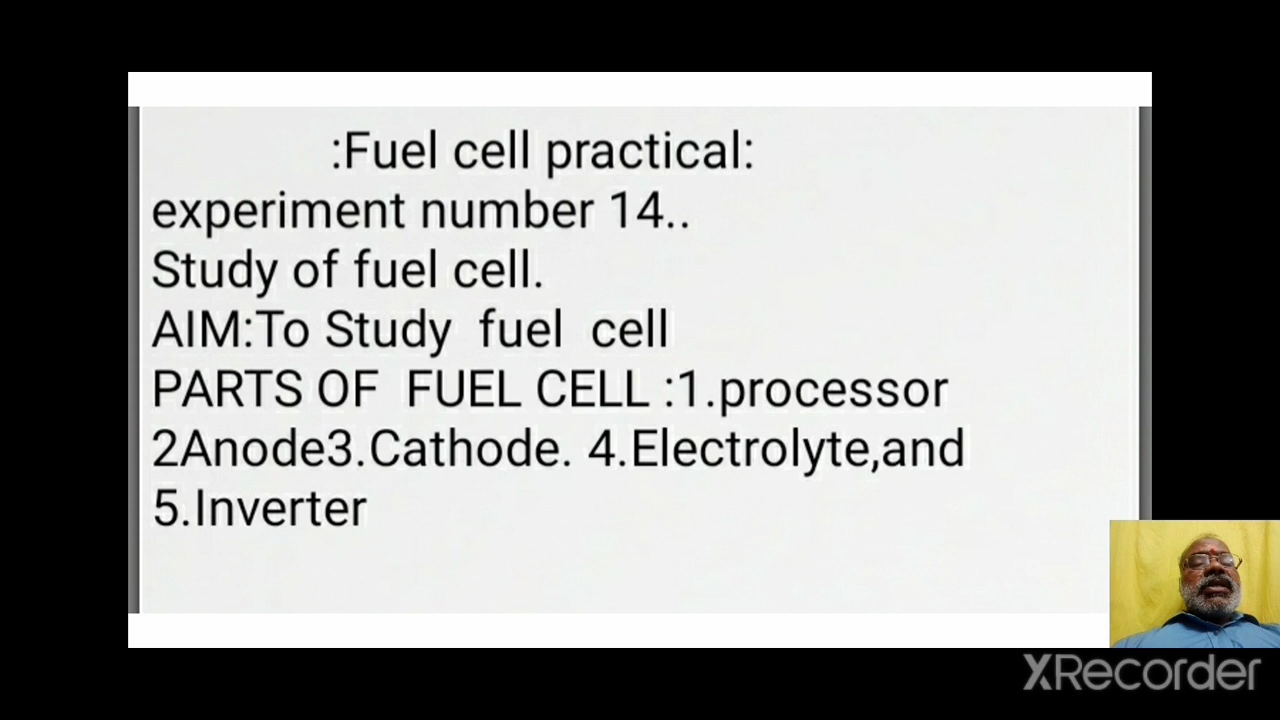 :Fuel cell practical:
experiment number 14..
Study of fuel cell.
AIM:To Study fuel cell
PARTS OF FUEL CELL :1.processor
2Anode3.Cathode. 4.Electrolyte,and
5.Inverter
XRecorder